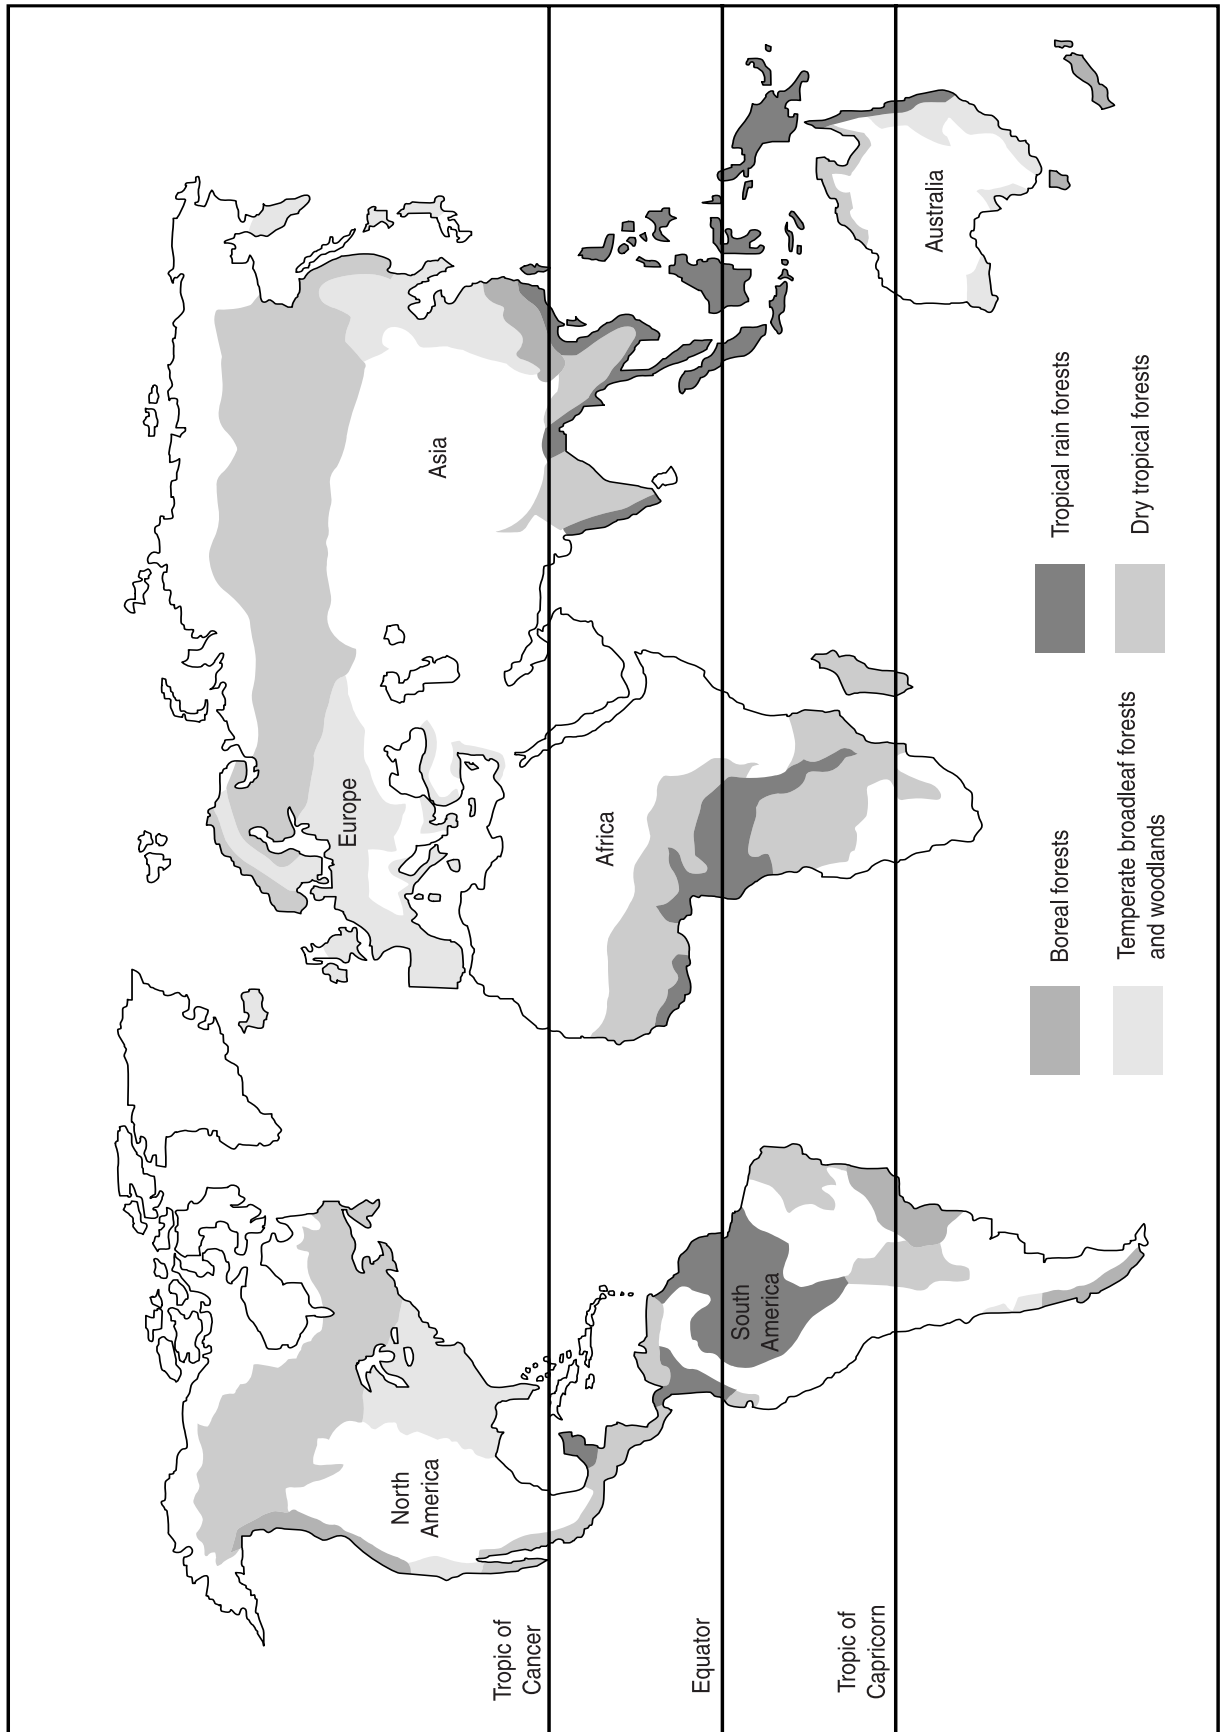 North
America
South
America
Europe
Africa
Asia
Australia
Tropic of
Cancer
Equator
Tropic of
Capricorn
Boreal forests
Temperate broadleaf forests
and woodlands
Tropical rain forests
Dry tropical forests